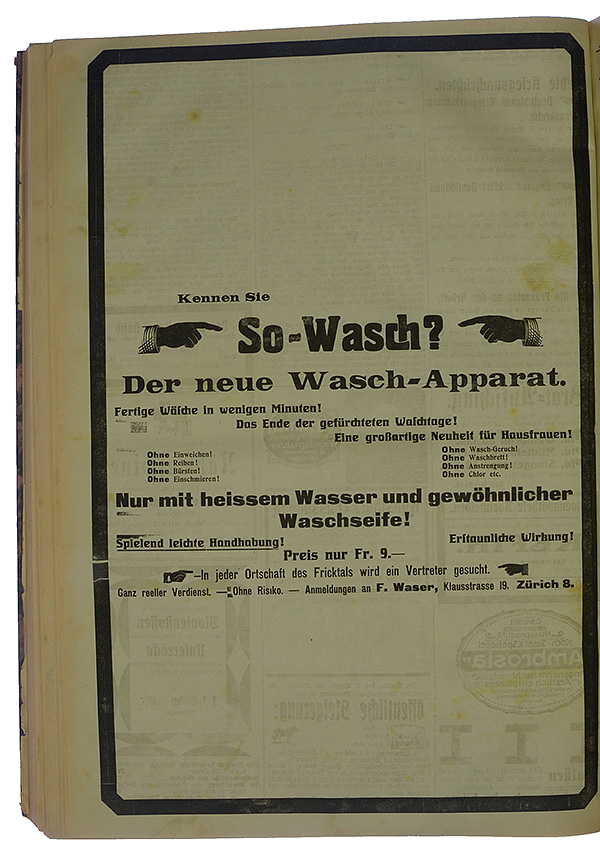 Kennen Sie
So-Wasch?
Der neue Wasch-Apparat.
Fertige Wäsche in wenigen Minuten!
Das Ende der gefürchteten Waschtage!
Eine großartige Neuheit für Hausfrauen!
Ohne Einweichen!
Ohne Reiben!
Ohne Bürsten!
Ohne Einschmieren!
Ohne Wasch-Geruch!
Ohne Waschbrett!
Ohne Anstrengung!
Ohne Chlor etc.
Nur mit heissem Wasser und gewöhnlicher
Waschseife!
Spielend leichte Handhabung!
Erstaunliche Wirkung!
Preis nur Fr. 9.—
—In jeder Ortschaft des Fricktals wird ein Vertreter gesucht.
Ganz reeller Verdienst. — Ohne Risiko. — Anmeldungen an F. Waser, Klausstrasse 19, Zürich 8.
öffentliche Steigerung:
Ambrosia
Unterröcke